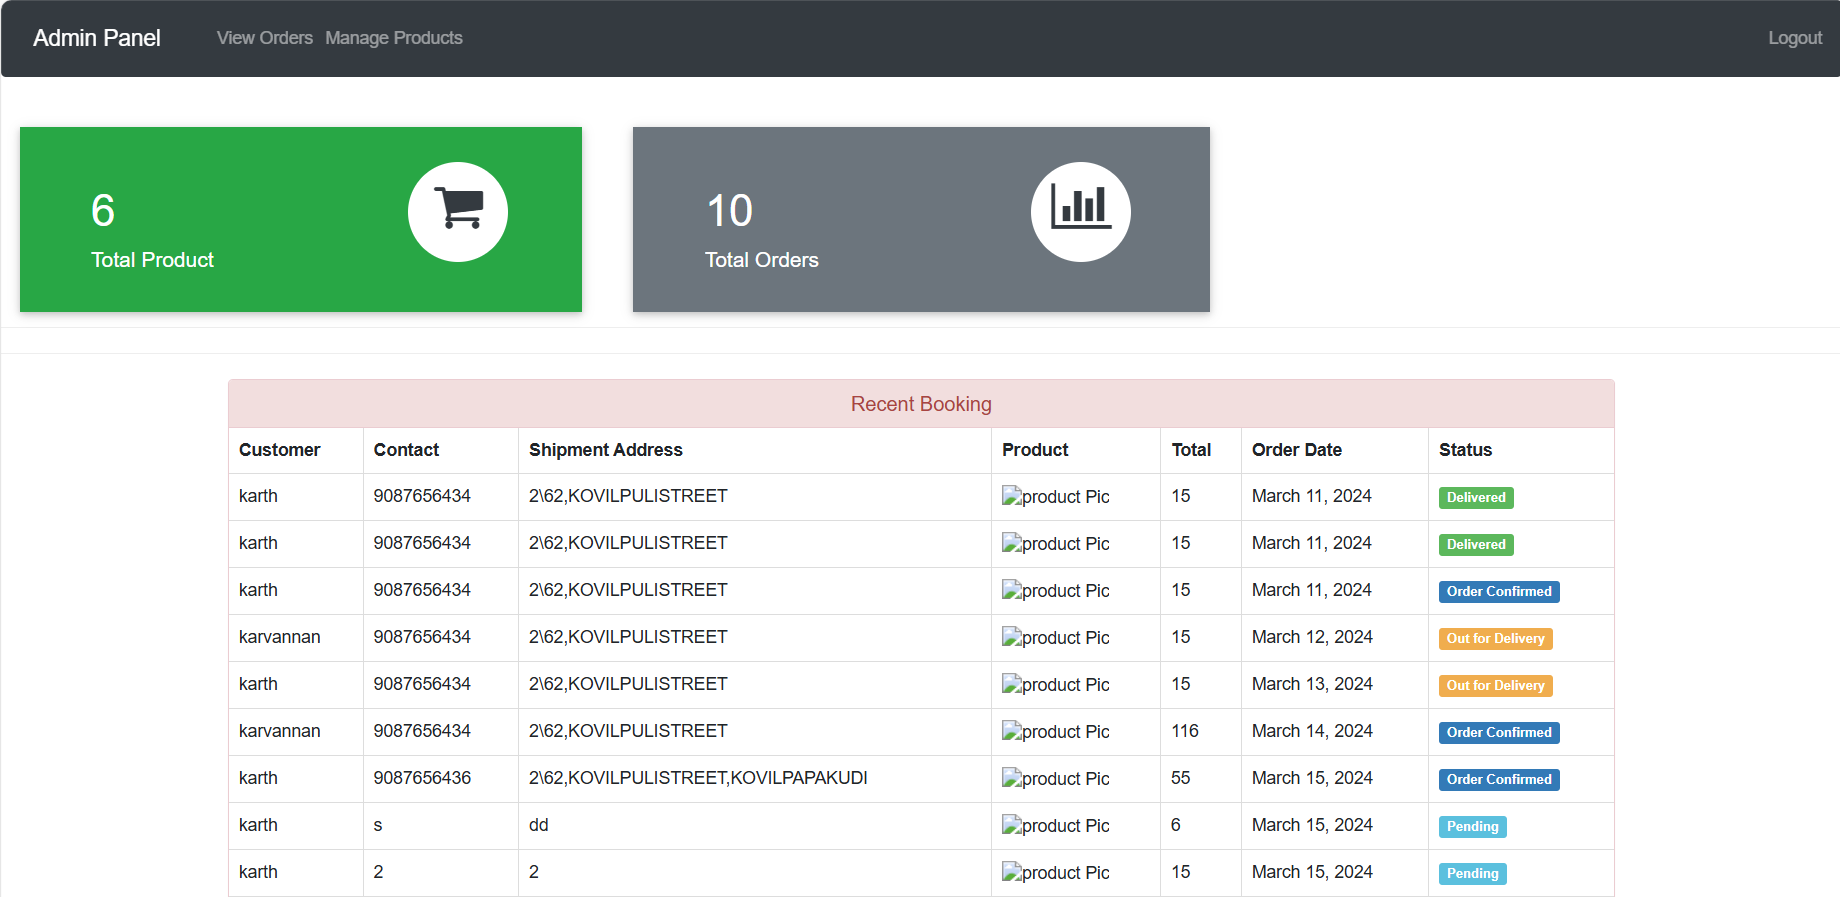 Admin Panel View Orders Manage Products Logout
6
Total Product
10
Total Orders
Recent Booking
Customer Contact Shipment Address Product Total Order Date Status
karth 9087656434 2\62,KOVILPULISTREET product Pic 15 March 11, 2024 Delivered
karth 9087656434 2\62,KOVILPULISTREET product Pic 15 March 11, 2024 Delivered
karth 9087656434 2\62,KOVILPULISTREET product Pic 15 March 11, 2024 Order Confirmed
karvannan 9087656434 2\62,KOVILPULISTREET product Pic 15 March 12, 2024 Out for Delivery
karth 9087656434 2\62,KOVILPULISTREET product Pic 15 March 13, 2024 Out for Delivery
karvannan 9087656434 2\62,KOVILPULISTREET product Pic 116 March 14, 2024 Order Confirmed
karth 9087656436 2\62,KOVILPULISTREET,KOVILPAPAKUDI product Pic 55 March 15, 2024 Order Confirmed
karth s dd product Pic 6 March 15, 2024 Pending
karth 2 2 product Pic 15 March 15, 2024 Pending